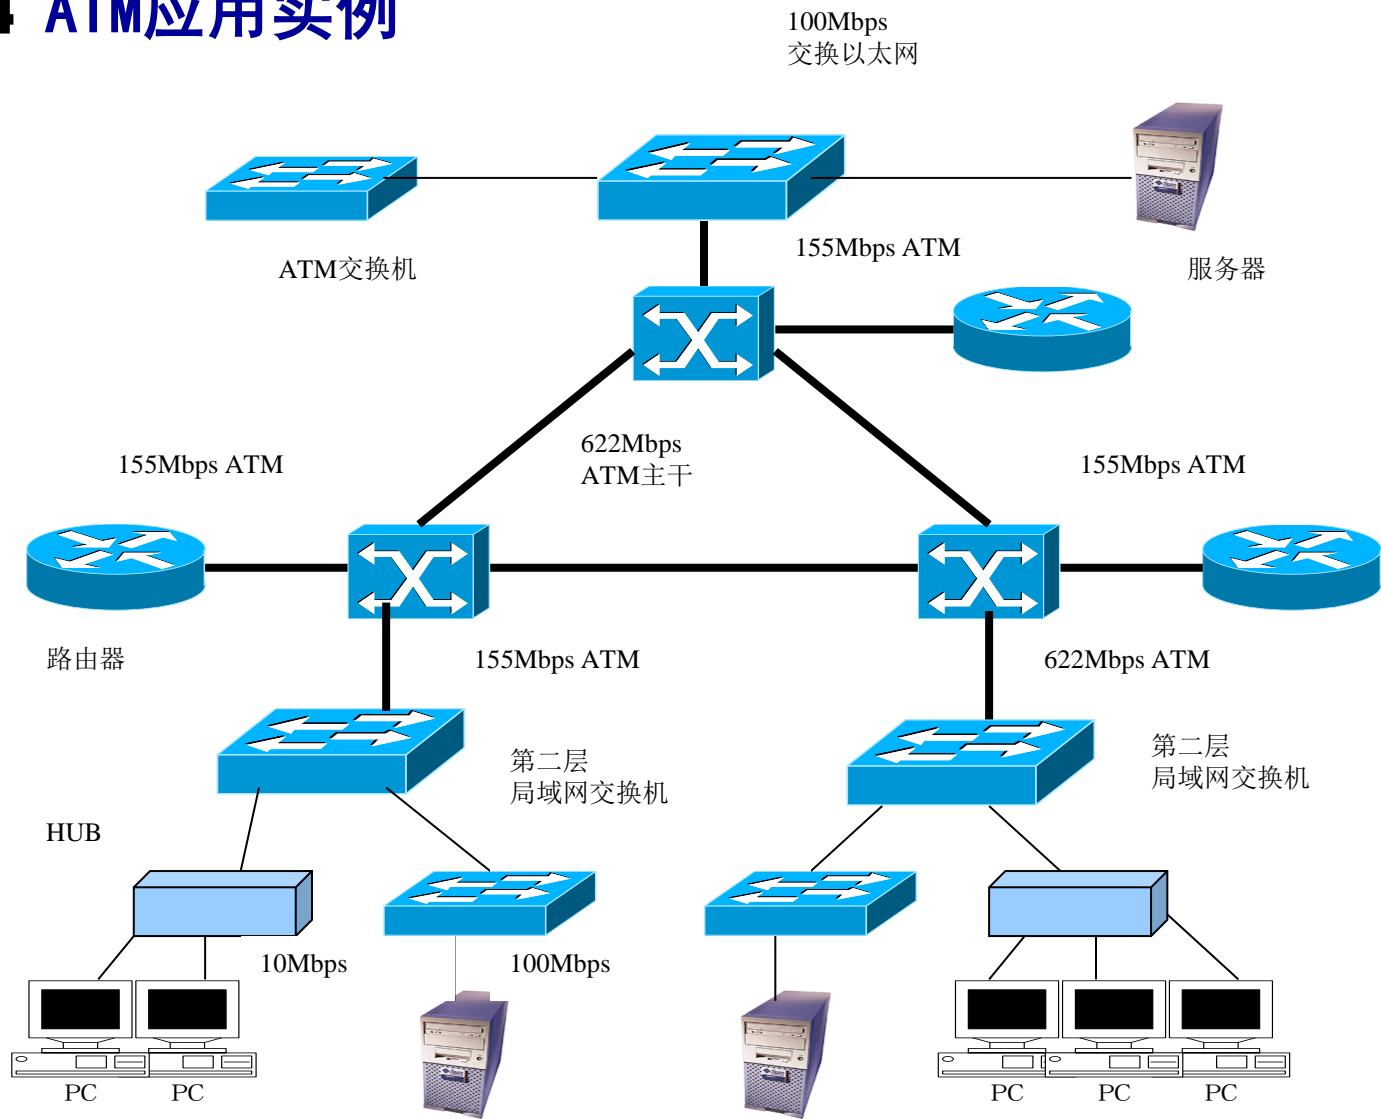 4 ATM应用实例
100Mbps
交换以太网
155Mbps ATM
ATM交换机
服务器
622Mbps
ATM主干
155Mbps ATM
155Mbps ATM
路由器
155Mbps ATM
622Mbps ATM
第二层
局域网交换机
第二层
局域网交换机
HUB
10Mbps
100Mbps
PC
PC
PC
PC
PC